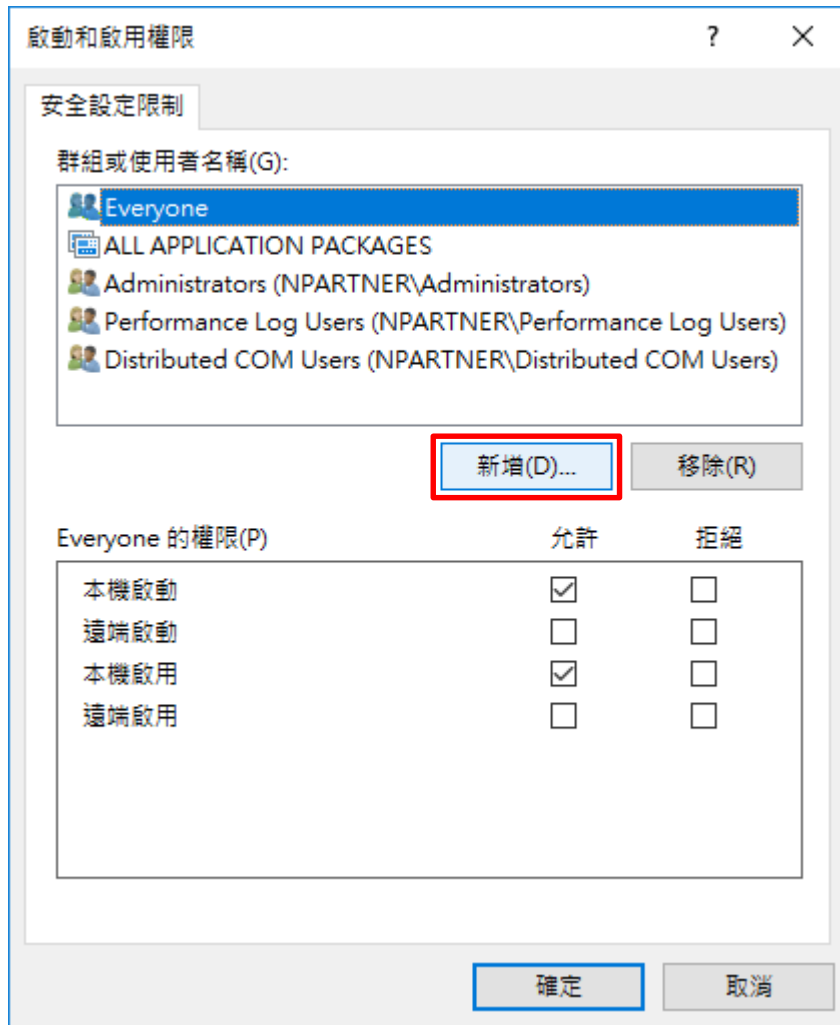 啟動和啟用權限 ?
安全設定限制
群組或使用者名稱(G):
Everyone
ALL APPLICATION PACKAGES
Administrators (NPARTNER\Administrators)
Performance Log Users (NPARTNER\Performance Log Users)
Distributed COM Users (NPARTNER\Distributed COM Users)
新增(D)... 移除(R)
Everyone 的權限(P) 允許 拒絕
本機啟動
遠端啟動
本機啟用
遠端啟用
確定 取消